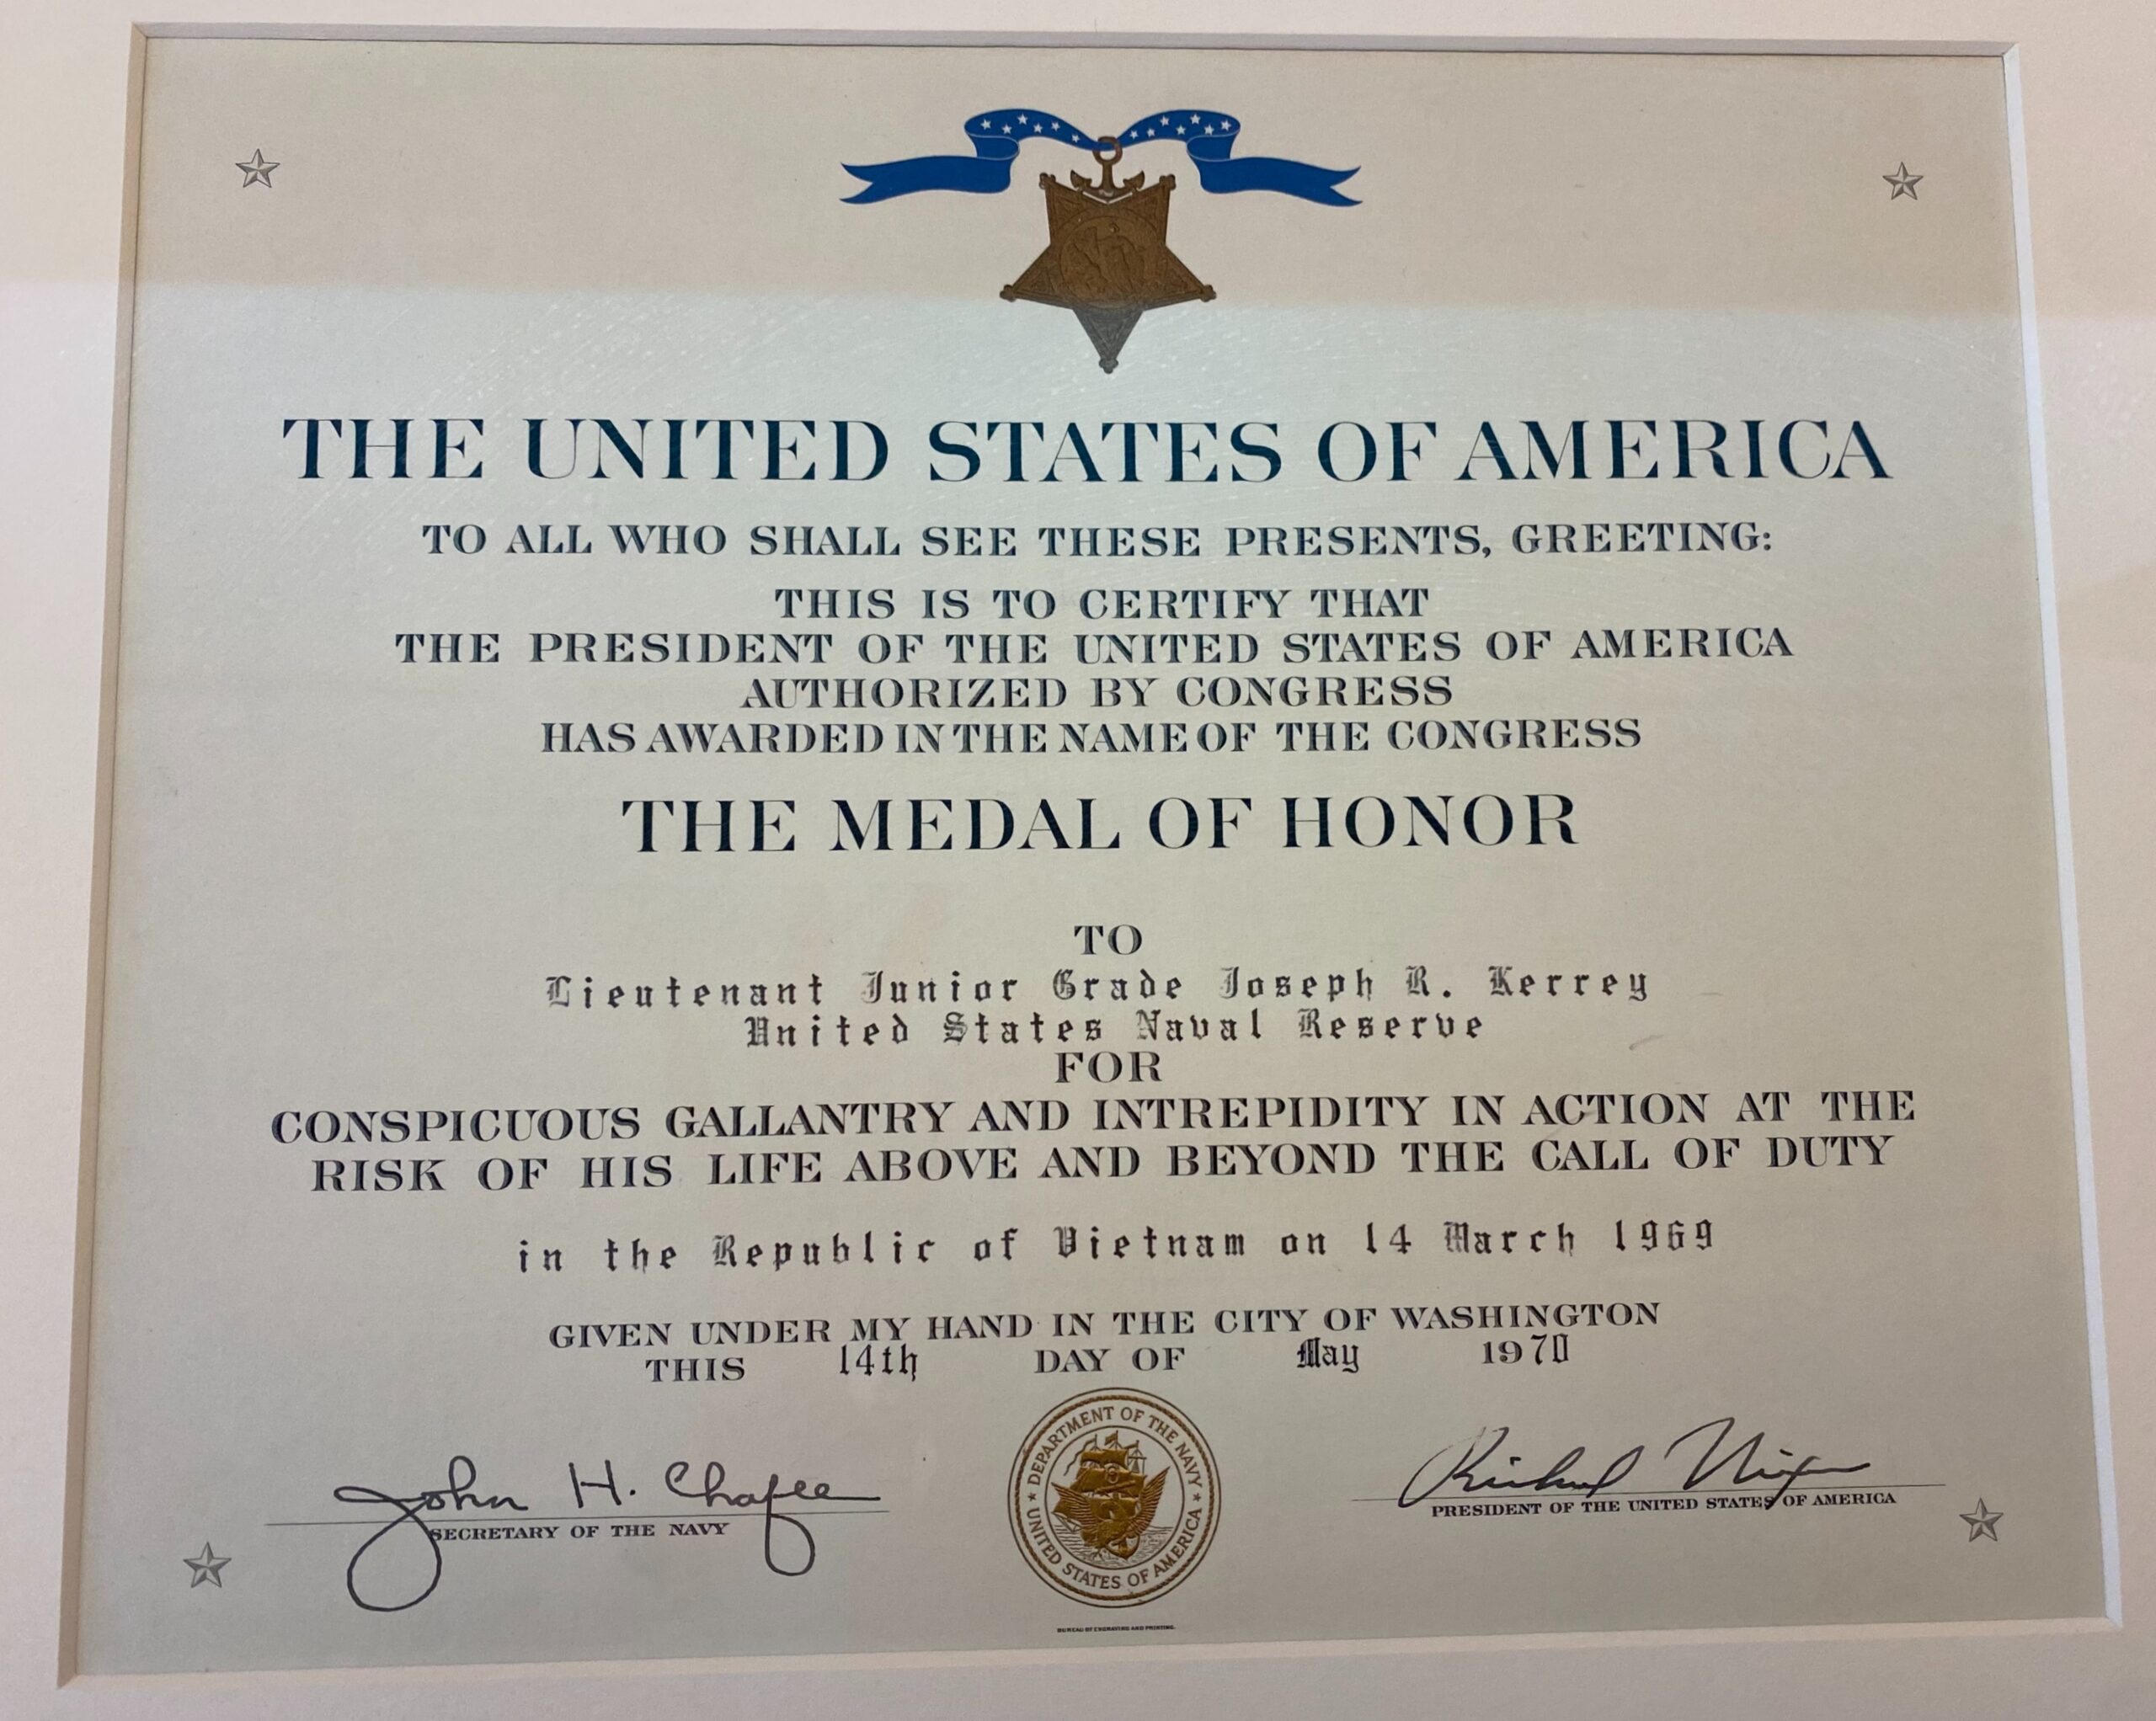 THE UNITED STATES OF AMERICA
TO ALL WHO SHALL SEE THESE PRESENTS, GREETING:
THIS IS TO CERTIFY THAT
THE PRESIDENT OF THE UNITED STATES OF AMERICA
AUTHORIZED BY CONGRESS
HAS AWARDED IN THE NAME OF THE CONGRESS
THE MEDAL OF HONOR
TO
Lieutenant Junior Grade Joseph R. Kerrey
United States Naval Reserve
FOR
CONSPICUOUS GALLANTRY AND INTREPIDITY IN ACTION AT THE
RISK OF HIS LIFE ABOVE AND BEYOND THE CALL OF DUTY
in the Republic of Vietnam on 14 March 1969
GIVEN UNDER MY HAND IN THE CITY OF WASHINGTON
THIS 14th DAY OF May 1970
John H. Chafee
SECRETARY OF THE NAVY
DEPARTMENT OF THE NAVY
UNITED STATES OF AMERICA
Richard Nixon
PRESIDENT OF THE UNITED STATES OF AMERICA
BUREAU OF ENGRAVING AND PRINTING.